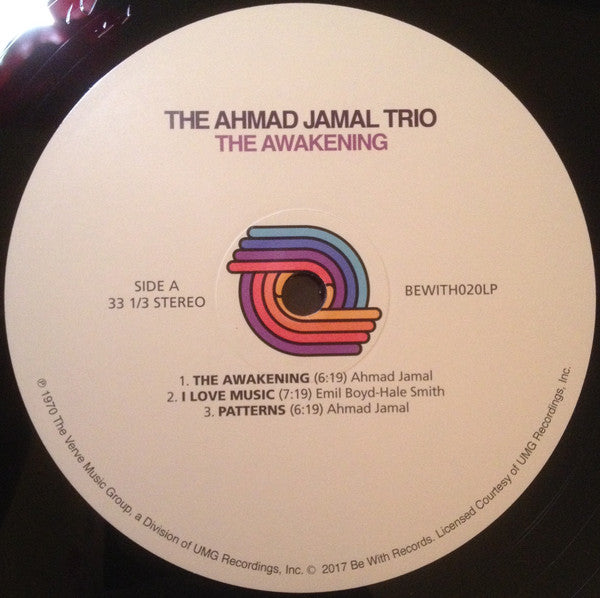 THE AHMAD JAMAL TRIO
THE AWAKENING
SIDE A
33 1/3 STEREO
BEWITH020LP
1. THE AWAKENING (6:19) Ahmad Jamal
2. I LOVE MUSIC (7:19) Emil Boyd-Hale Smith
3. PATTERNS (6:19) Ahmad Jamal
℗ 1970 The Verve Music Group, a Division of UMG Recordings, Inc. © 2017 Be With Records. Licensed Courtesy of UMG Recordings, Inc.